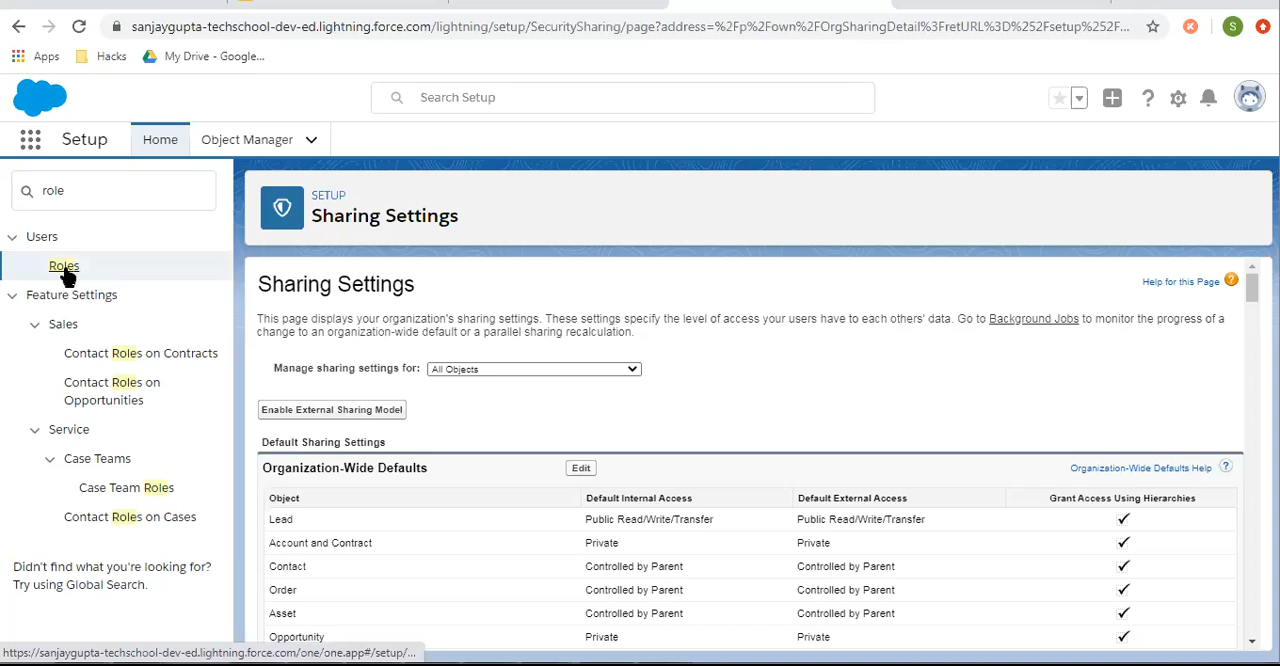 sanjaygupta-techschool-dev-ed.lightning.force.com/lightning/setup/SecuritySharing/page?address=%2Fp%2Fown%2FOrgSharingDetail%3FretURL%3D%252Fsetup%252F...
S
Apps
Hacks
My Drive - Google...
Search Setup
Setup
Home
Object Manager
role
Users
Roles
Feature Settings
Sales
Contact Roles on Contracts
Contact Roles on
Opportunities
Service
Case Teams
Case Team Roles
Contact Roles on Cases
Didn't find what you're looking for?
Try using Global Search.
SETUP
Sharing Settings
Sharing Settings
Help for this Page ?
This page displays your organization's sharing settings. These settings specify the level of access your users have to each others' data. Go to Background Jobs to monitor the progress of a
change to an organization-wide default or a parallel sharing recalculation.
Manage sharing settings for: All Objects
Enable External Sharing Model
Default Sharing Settings
Organization-Wide Defaults Edit Organization-Wide Defaults Help ?
Object Default Internal Access Default External Access Grant Access Using Hierarchies
Lead Public Read/Write/Transfer Public Read/Write/Transfer ✓
Account and Contract Private Private ✓
Contact Controlled by Parent Controlled by Parent ✓
Order Controlled by Parent Controlled by Parent ✓
Asset Controlled by Parent Controlled by Parent ✓
Opportunity Private Private ✓
https://sanjaygupta-techschool-dev-ed.lightning.force.com/one/one.app#/setup/...